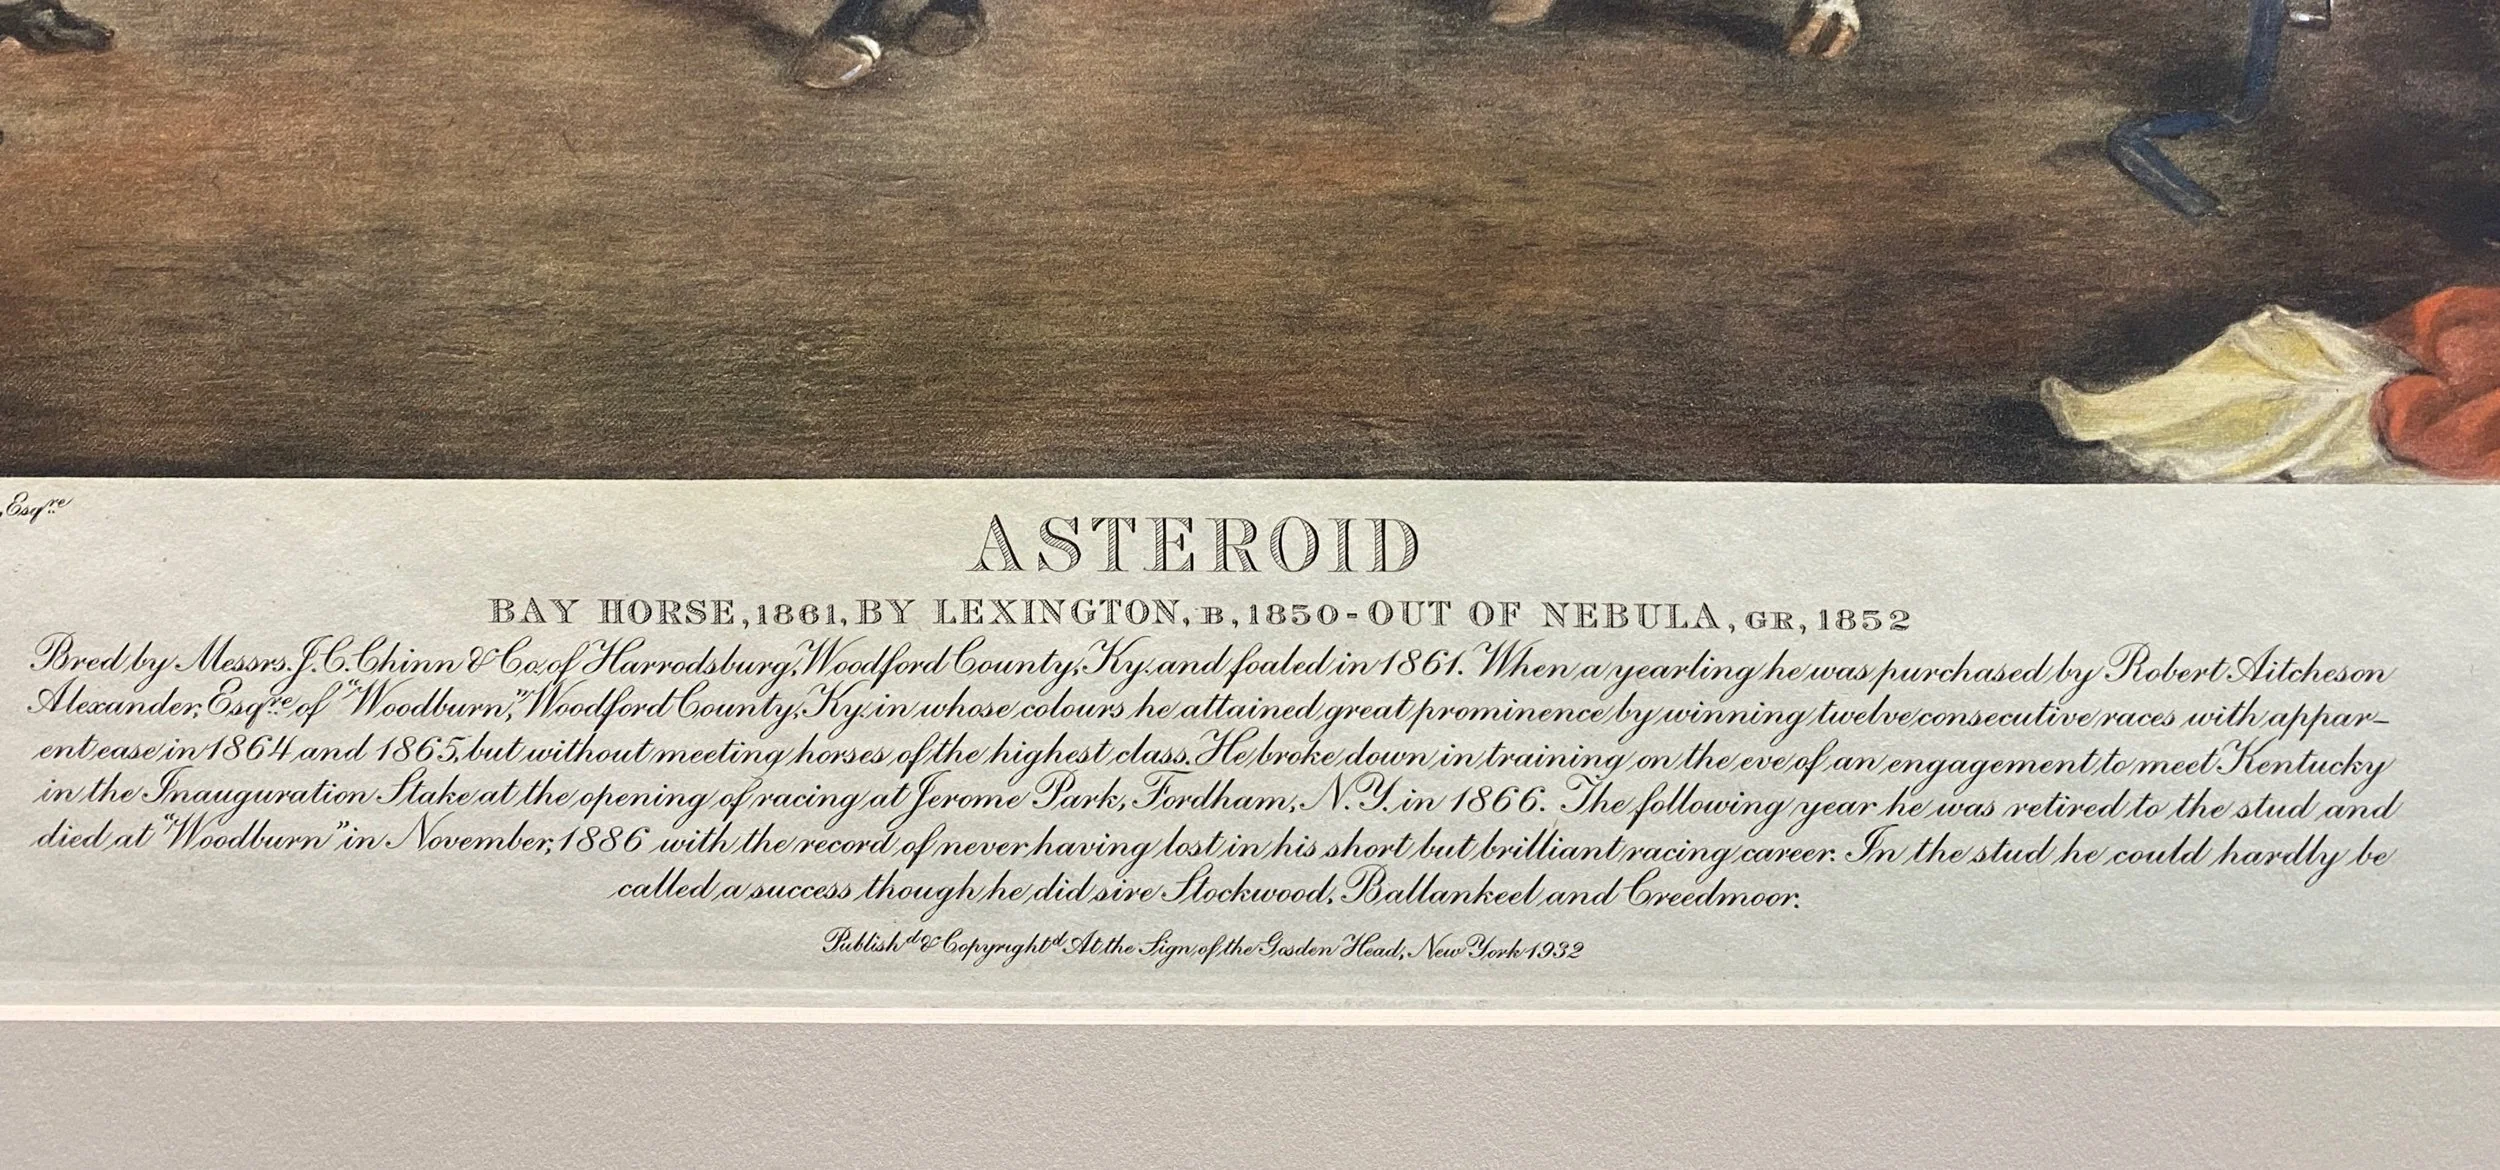 , Esqre
ASTEROID
BAY HORSE, 1861, BY LEXINGTON, B, 1850-OUT OF NEBULA, GR, 1852
Bred by Messrs. J. C. Chinn & Co. of Harrodsburg, Woodford County, Ky. and foaled in 1861. When a yearling he was purchased by Robert Aitcheson
Alexander, Esqre of "Woodburn," Woodford County, Ky. in whose colours he attained great prominence by winning twelve consecutive races with appar-
ent ease in 1864 and 1865, but without meeting horses of the highest class. He broke down in training on the eve of an engagement to meet Kentucky
in the Inauguration Stake at the opening of racing at Jerome Park, Fordham, N. Y. in 1866. The following year he was retired to the stud and
died at "Woodburn" in November, 1886 with the record of never having lost in his short but brilliant racing career. In the stud he could hardly be
called a success though he did sire Stockwood, Ballankeel and Creedmoor.
Publishd & Copyrightd At the Sign of the Gosden Head, New York 1932